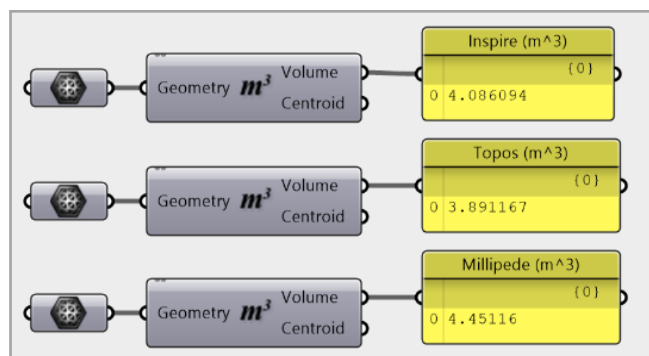 Inspire (m^3)
Geometry m³ Volume
Centroid
{0}
0 4.086094
Topos (m^3)
Geometry m³ Volume
Centroid
{0}
0 3.891167
Millipede (m^3)
Geometry m³ Volume
Centroid
{0}
0 4.45116